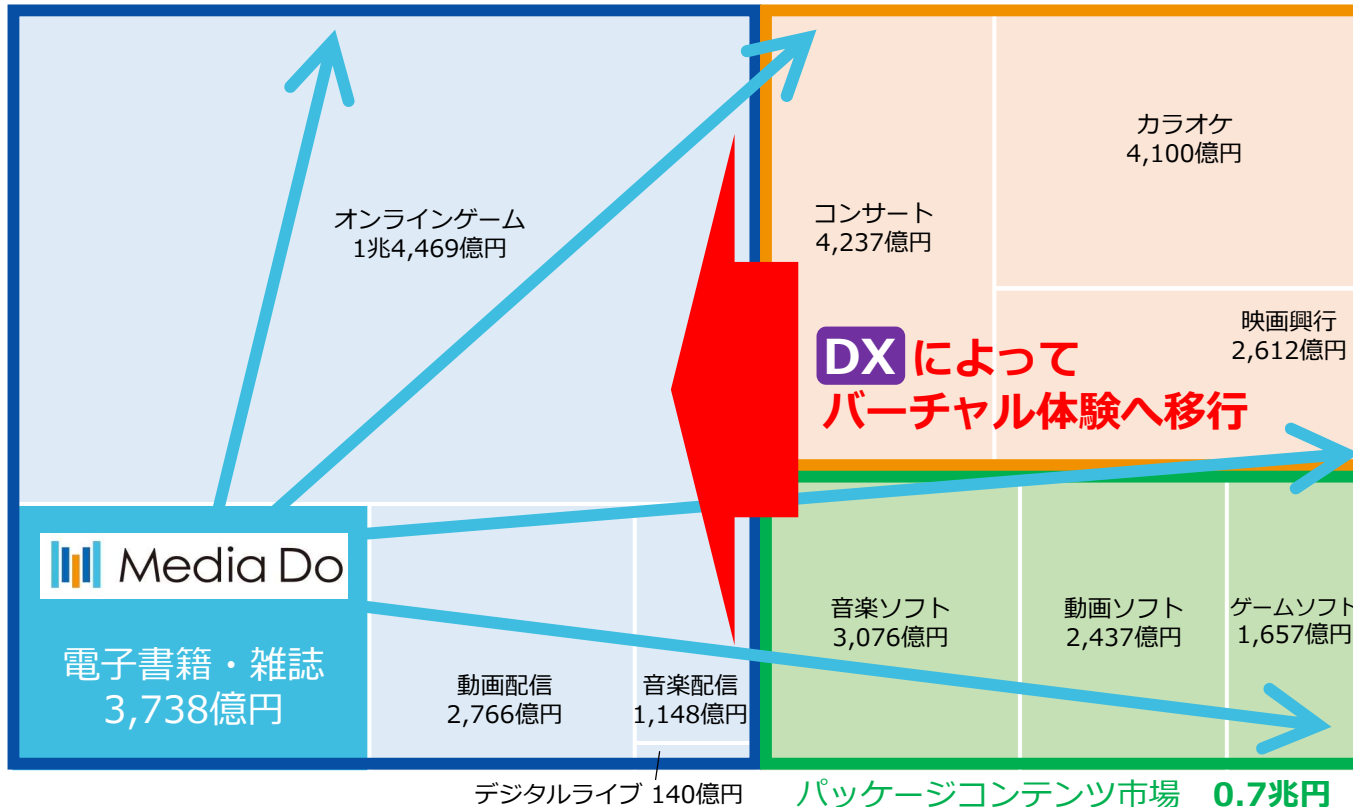 オンラインゲーム
1兆4,469億円
コンサート
4,237億円
カラオケ
4,100億円
映画興行
2,612億円
DX によって
バーチャル体験へ移行
Media Do
電子書籍・雑誌
3,738億円
動画配信
2,766億円
音楽配信
1,148億円
デジタルライブ 140億円
音楽ソフト
3,076億円
動画ソフト
2,437億円
ゲームソフト
1,657億円
パッケージコンテンツ市場 0.7兆円